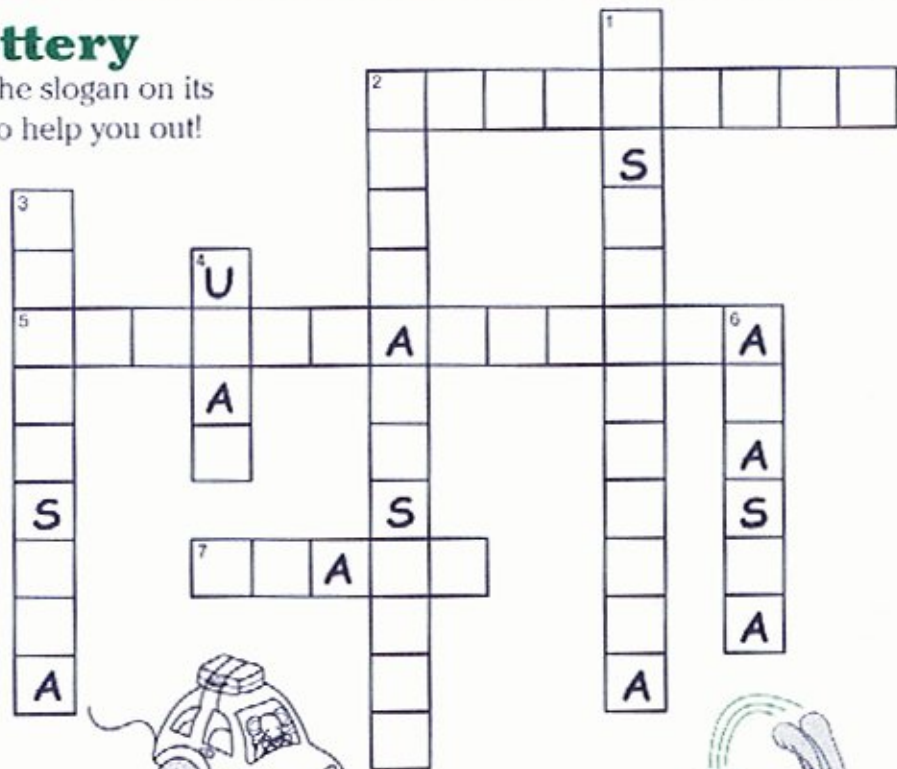 ttery
he slogan on its
o help you out!
1
2
S
3
4 U
5 A 6 A
A
A
S S S
7 A
A
A A